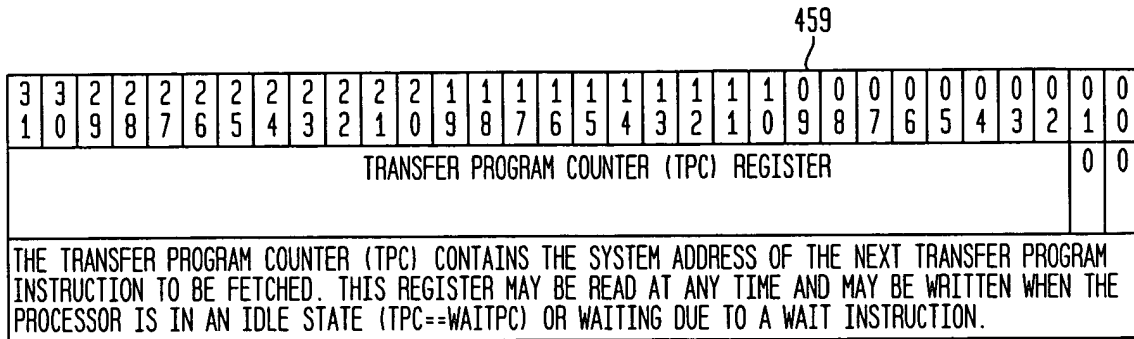 459
3 3 2 2 2 2 2 2 2 2 2 2 1 1 1 1 1 1 1 1 1 1 0 0 0 0 0 0 0 0 0 0
1 0 9 8 7 6 5 4 3 2 1 0 9 8 7 6 5 4 3 2 1 0 9 8 7 6 5 4 3 2 1 0
TRANSFER PROGRAM COUNTER (TPC) REGISTER 0 0
THE TRANSFER PROGRAM COUNTER (TPC) CONTAINS THE SYSTEM ADDRESS OF THE NEXT TRANSFER PROGRAM
INSTRUCTION TO BE FETCHED. THIS REGISTER MAY BE READ AT ANY TIME AND MAY BE WRITTEN WHEN THE
PROCESSOR IS IN AN IDLE STATE (TPC==WAITPC) OR WAITING DUE TO A WAIT INSTRUCTION.